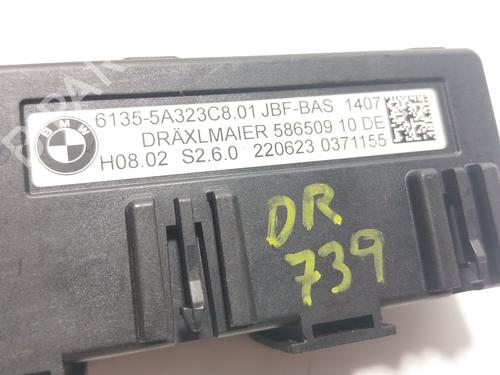 BMW
6135-5A323C8.01 JBF-BAS 1407
DRÄXLMAIER 586509 10 DE
H08.02 S2.6.0 220623 0371155
DR
739